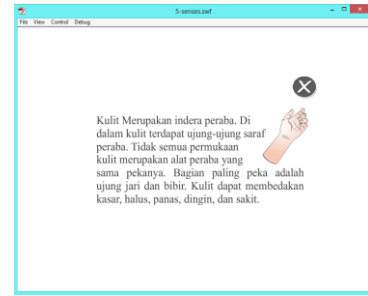 5-senses.swf
File View Control Debug
Kulit Merupakan indera peraba. Di
dalam kulit terdapat ujung-ujung saraf
peraba. Tidak semua permukaan
kulit merupakan alat peraba yang
sama pekanya. Bagian paling peka adalah
ujung jari dan bibir. Kulit dapat membedakan
kasar, halus, panas, dingin, dan sakit.